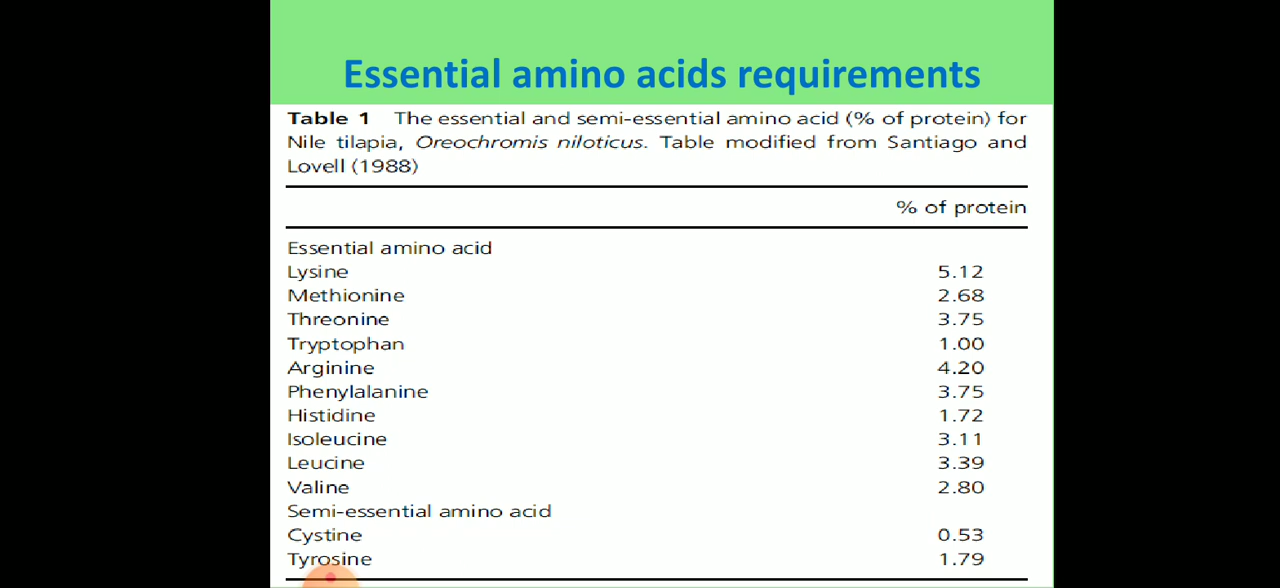 Essential amino acids requirements
Table 1 The essential and semi-essential amino acid (% of protein) for
Nile tilapia, Oreochromis niloticus. Table modified from Santiago and
Lovell (1988)
% of protein
Essential amino acid
Lysine 5.12
Methionine 2.68
Threonine 3.75
Tryptophan 1.00
Arginine 4.20
Phenylalanine 3.75
Histidine 1.72
Isoleucine 3.11
Leucine 3.39
Valine 2.80
Semi-essential amino acid
Cystine 0.53
Tyrosine 1.79